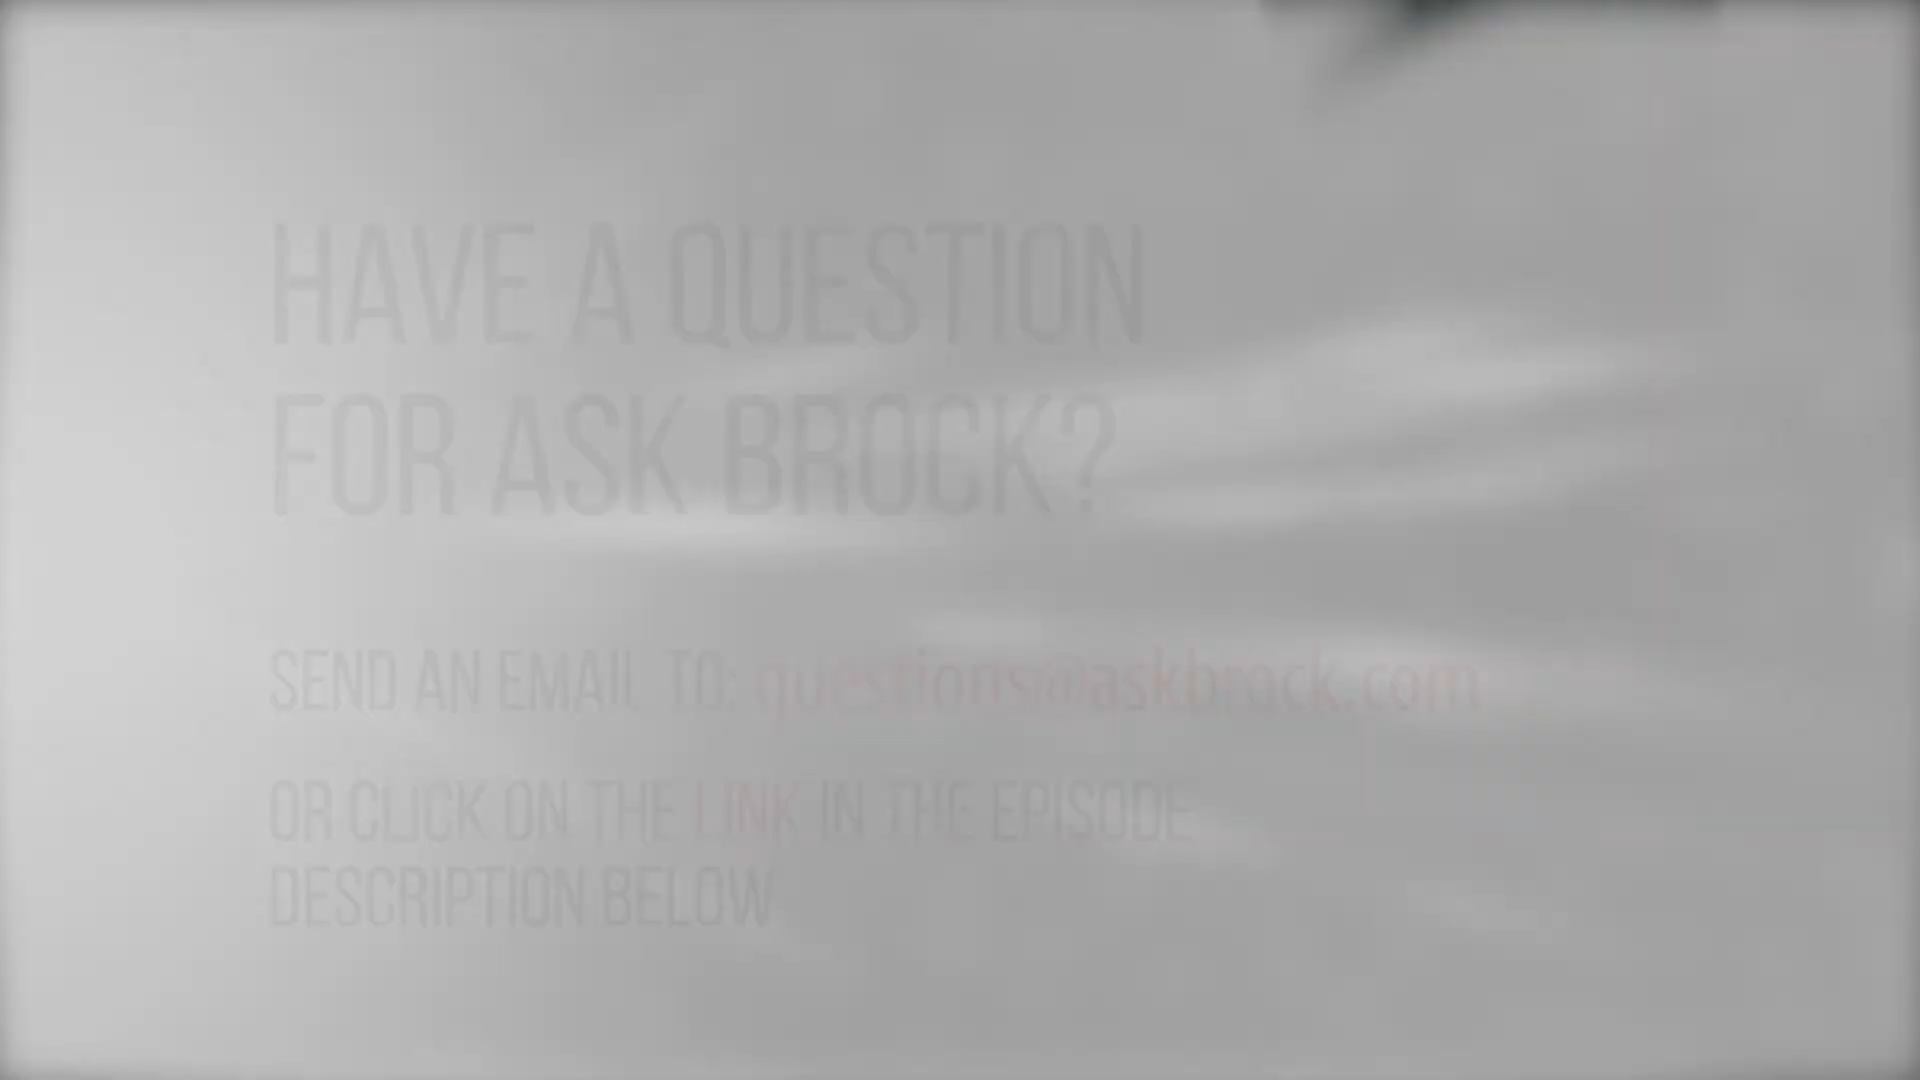 HAVE A QUESTION
FOR ASK BROCK?
SEND AN EMAIL TO: questions@askbrock.com
OR CLICK ON THE LINK IN THE EPISODE
DESCRIPTION BELOW